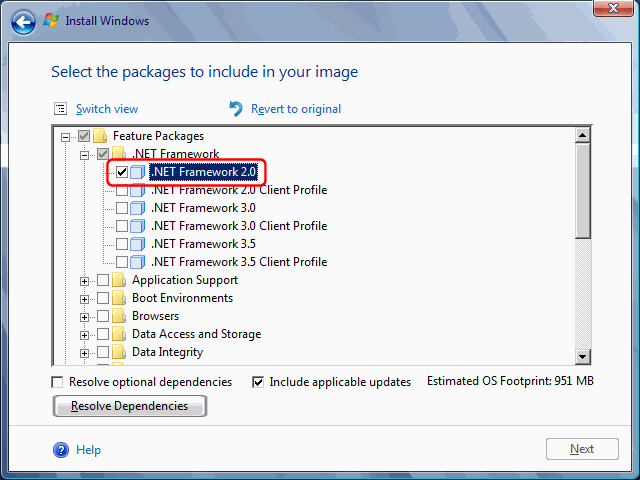 Install Windows
Select the packages to include in your image
Switch view
Revert to original
Feature Packages
.NET Framework
.NET Framework 2.0
.NET Framework 2.0 Client Profile
.NET Framework 3.0
.NET Framework 3.0 Client Profile
.NET Framework 3.5
.NET Framework 3.5 Client Profile
Application Support
Boot Environments
Browsers
Data Access and Storage
Data Integrity
Resolve optional dependencies
Include applicable updates
Estimated OS Footprint: 951 MB
Resolve Dependencies
Help
Next